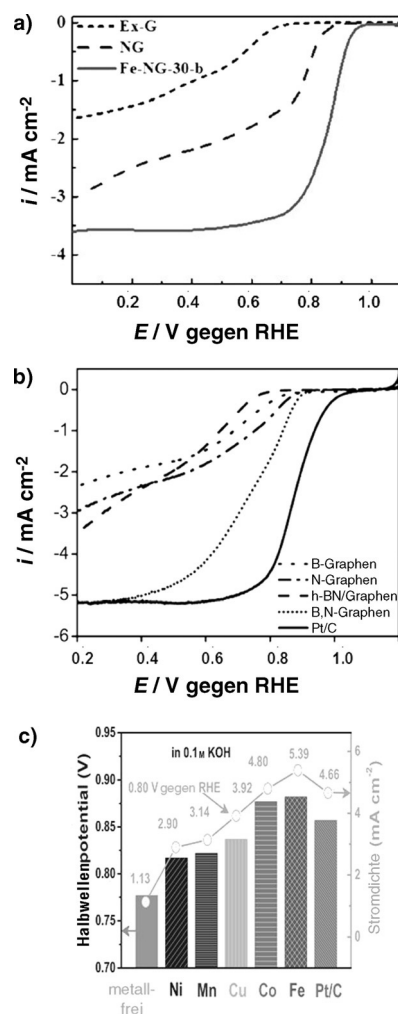 a)
Ex-G
NG
Fe-NG-30-b
0
-1
-2
-3
-4
i / mA cm⁻²
0.2 0.4 0.6 0.8 1.0
E / V gegen RHE
b)
0
-1
-2
-3
-4
-5
-6
i / mA cm⁻²
B-Graphen
N-Graphen
h-BN/Graphen
B,N-Graphen
Pt/C
0.2 0.4 0.6 0.8 1.0
E / V gegen RHE
c)
in 0.1M KOH
0.80 V gegen RHE
0.95
0.90
0.85
0.80
0.75
0.70
Halbwellenpotential (V)
1.13 2.90 3.14 3.92 4.80 5.39 4.66
6
4
2
0
Stromdichte (mA cm⁻²)
metall-
frei
Ni Mn Cu Co Fe Pt/C